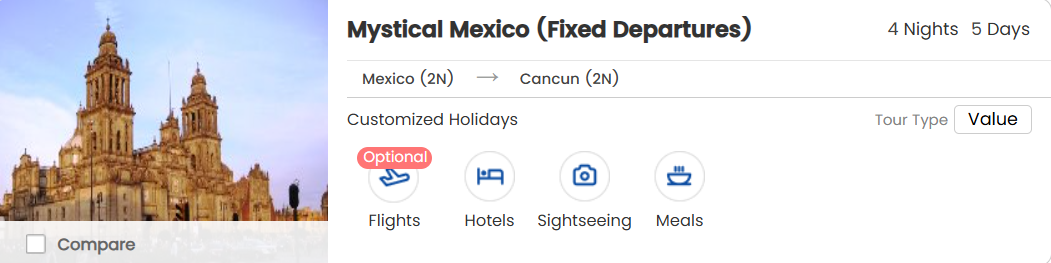 Mystical Mexico (Fixed Departures) 4 Nights 5 Days
Mexico (2N) → Cancun (2N)
Customized Holidays Tour Type Value
Optional
Flights Hotels Sightseeing Meals
Compare